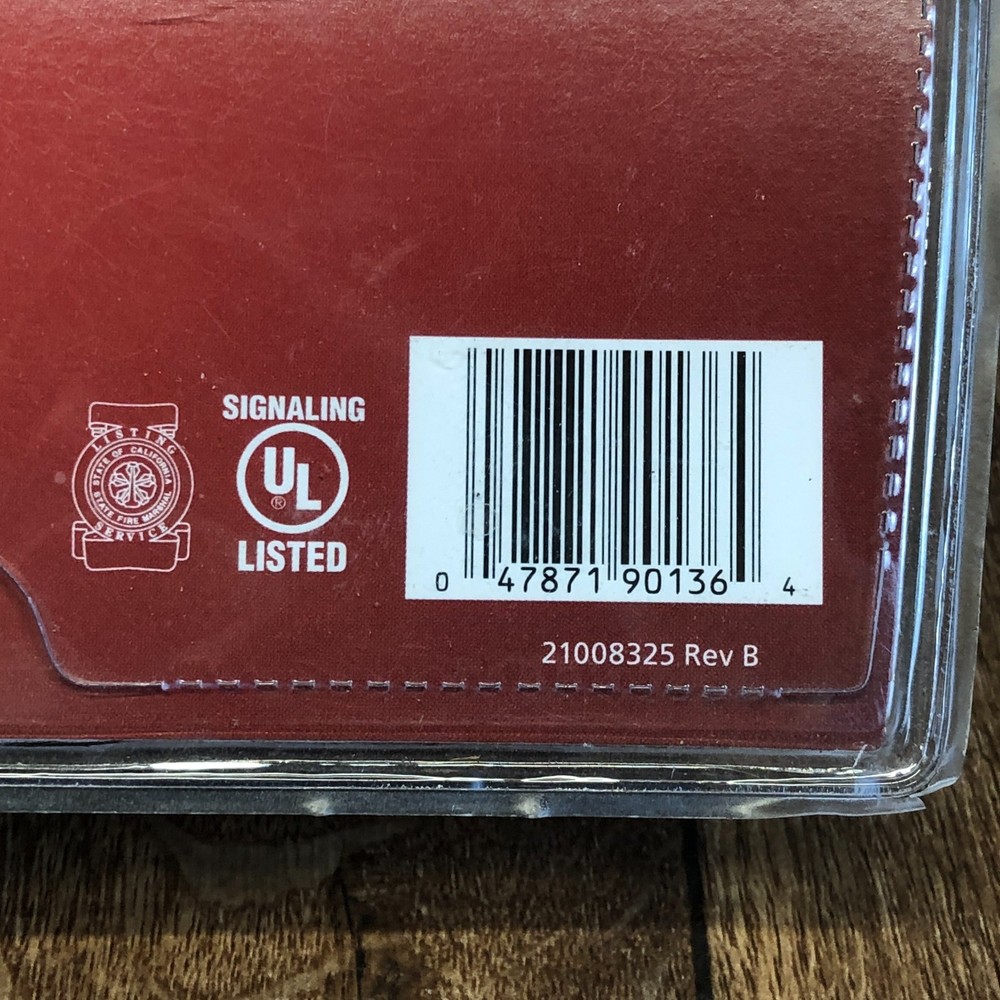 SIGNALING
UL
®
LISTED
LISTING
STATE OF CALIFORNIA
STATE FIRE MARSHAL
SERVICE
0 47871 90136 4
21008325 Rev B